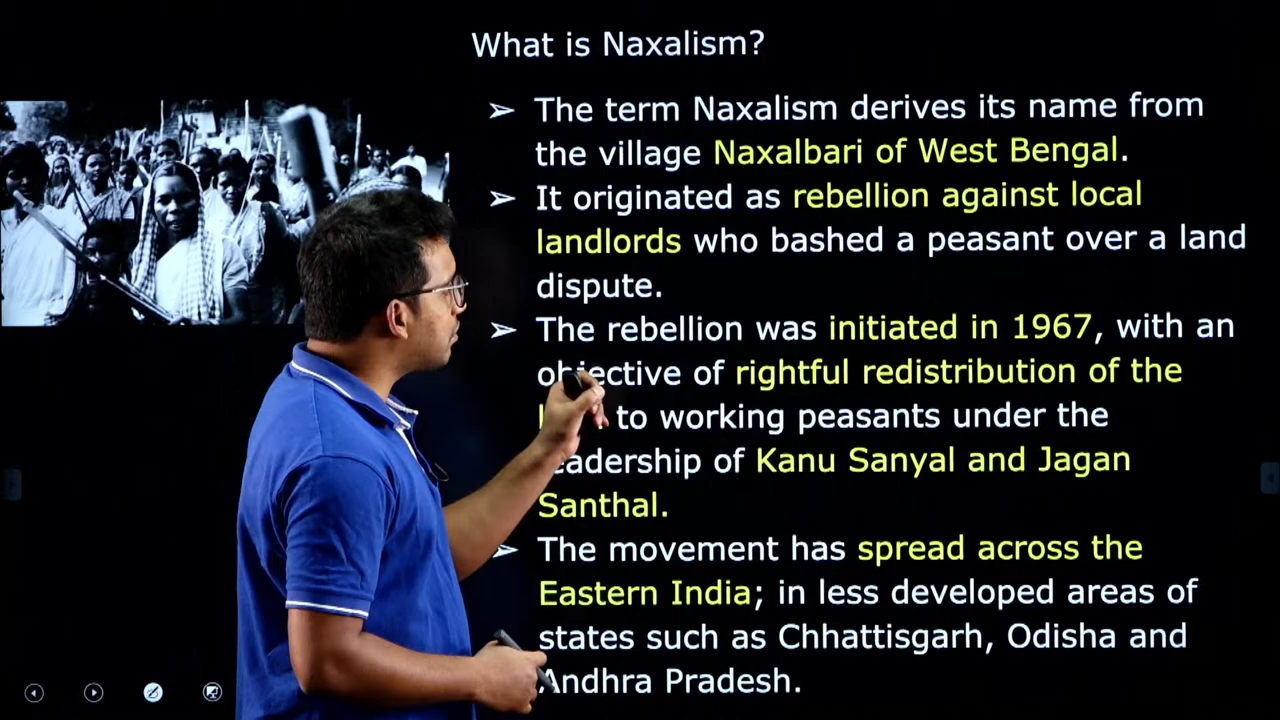 What is Naxalism?
➢ The term Naxalism derives its name from
the village Naxalbari of West Bengal.
➢ It originated as rebellion against local
landlords who bashed a peasant over a land
dispute.
➢ The rebellion was initiated in 1967, with an
objective of rightful redistribution of the
to working peasants under the
leadership of Kanu Sanyal and Jagan
Santhal.
➢ The movement has spread across the
Eastern India; in less developed areas of
states such as Chhattisgarh, Odisha and
Andhra Pradesh.